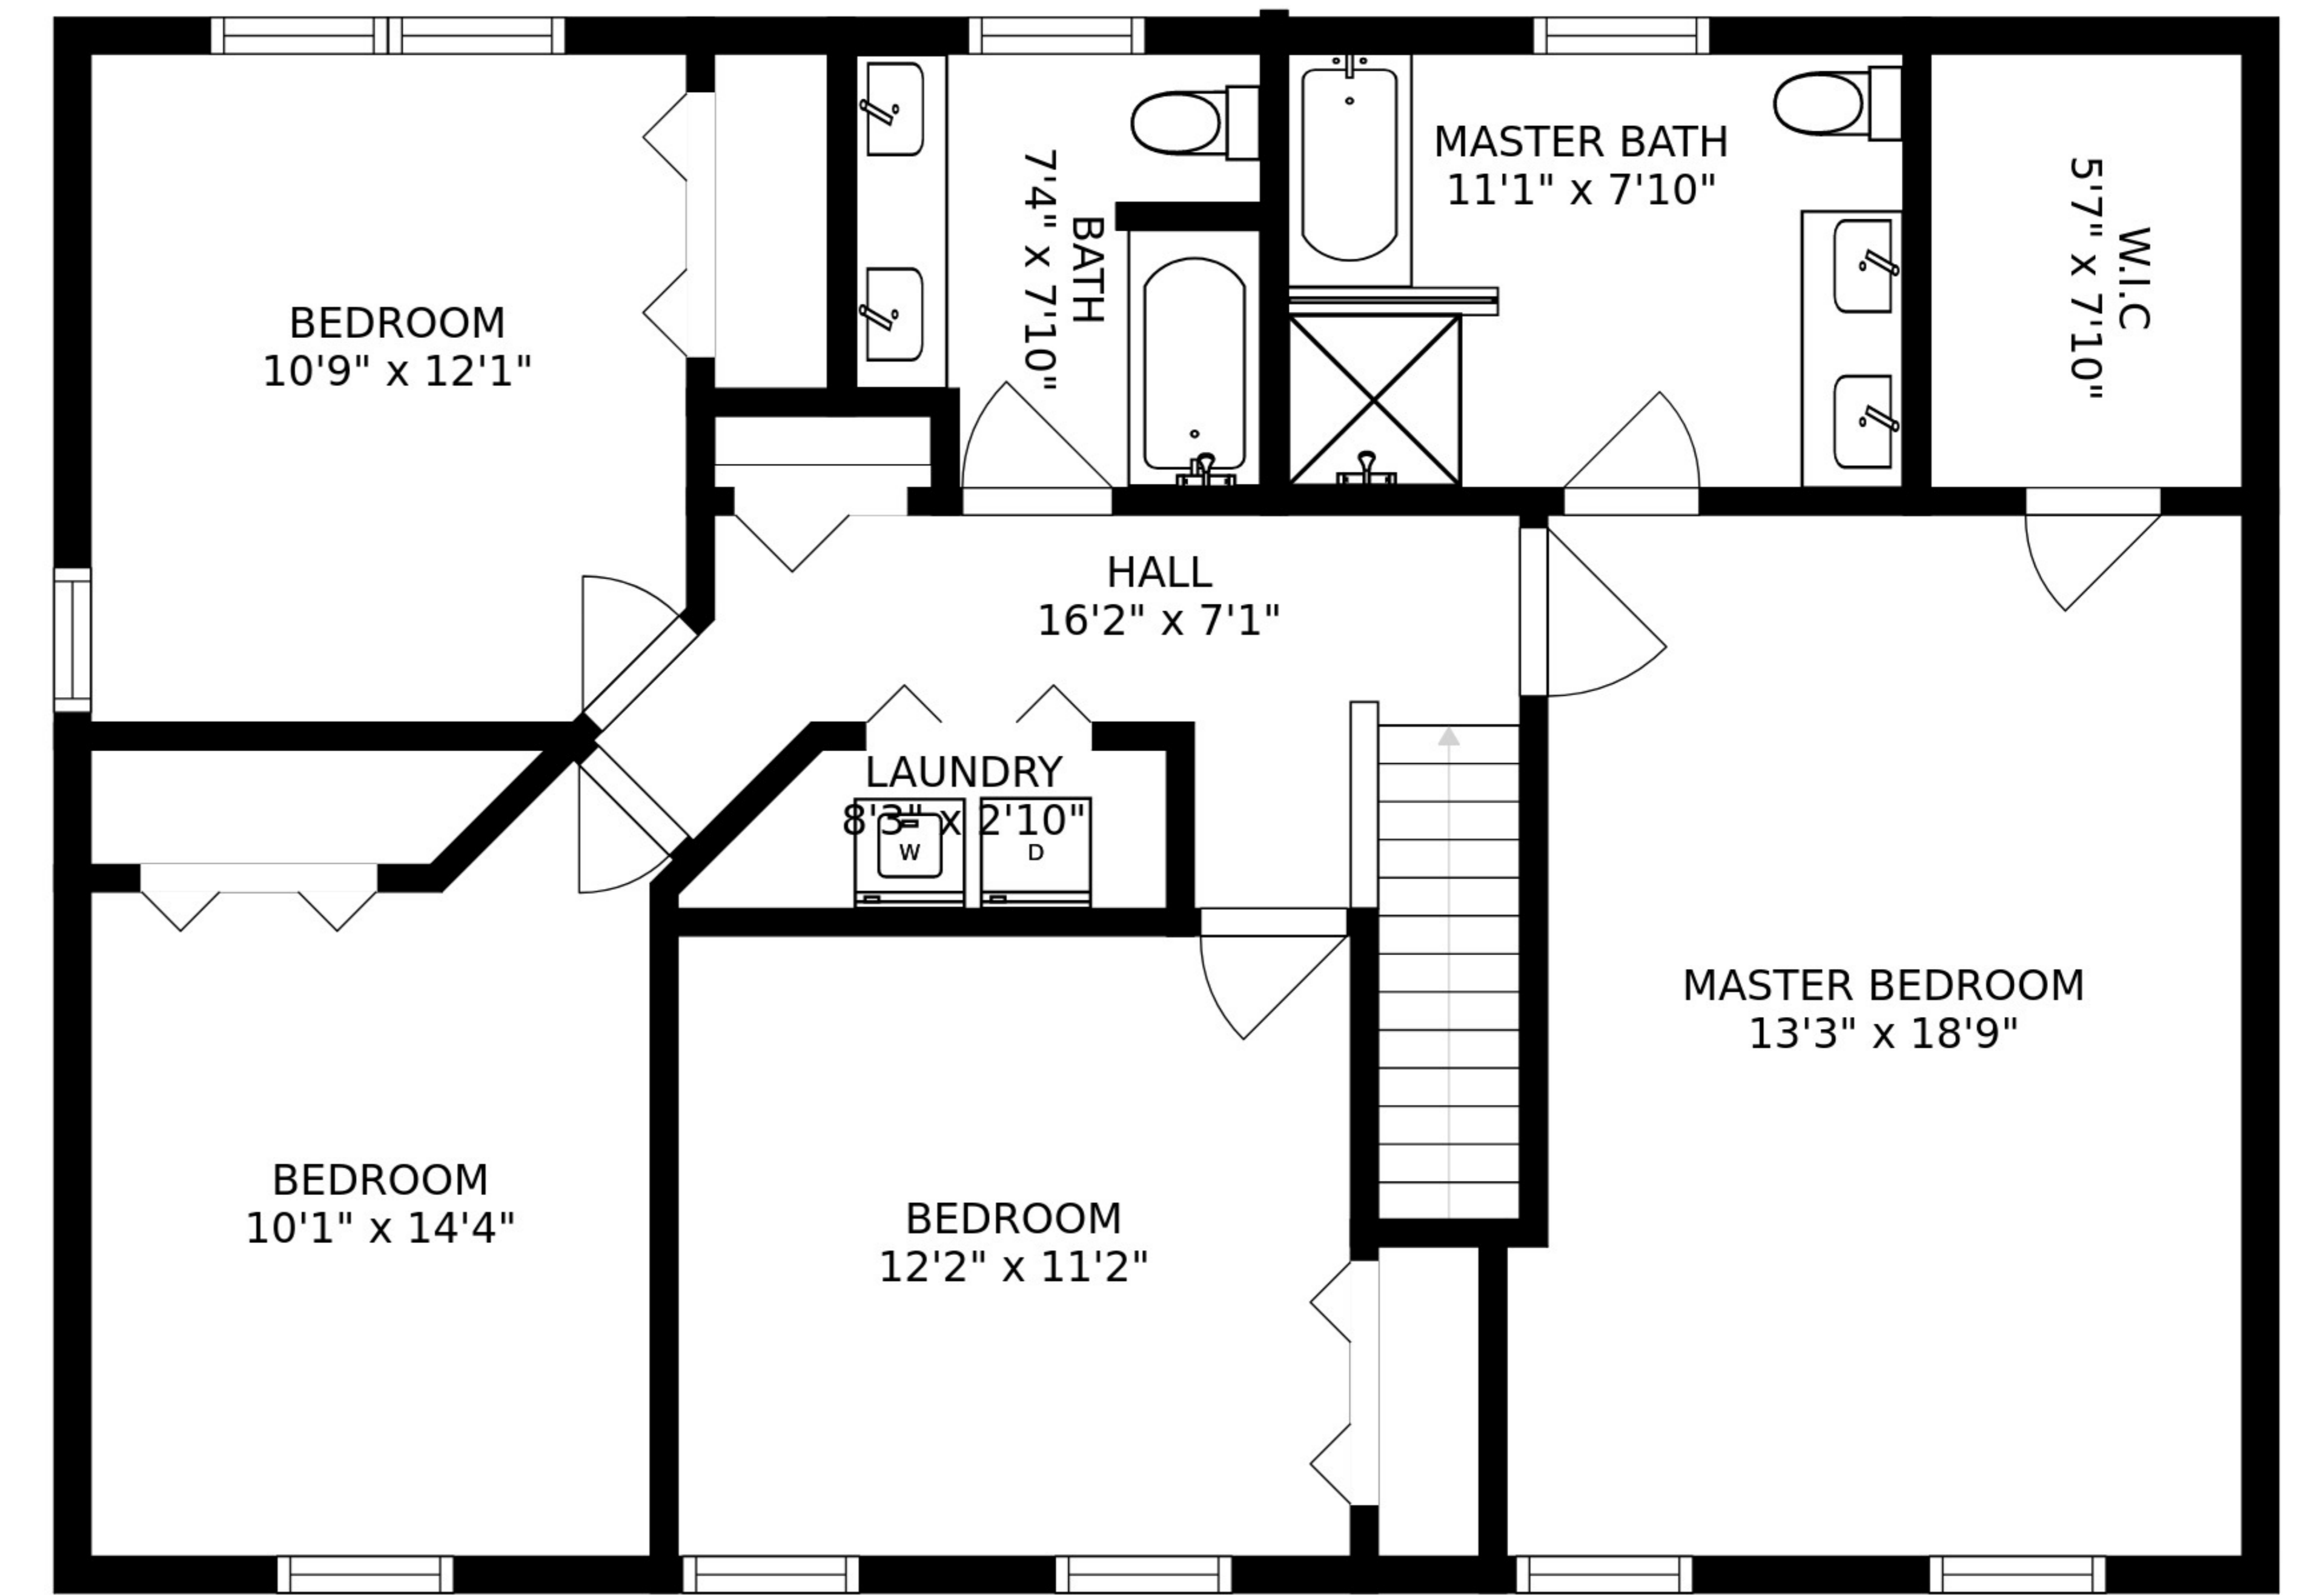 BEDROOM
10'9" x 12'1"
BATH
7'4" x 7'10"
MASTER BATH
11'1" x 7'10"
W.I.C
5'7" x 7'10"
HALL
16'2" x 7'1"
LAUNDRY
8'3" x 2'10"
W
D
MASTER BEDROOM
13'3" x 18'9"
BEDROOM
10'1" x 14'4"
BEDROOM
12'2" x 11'2"